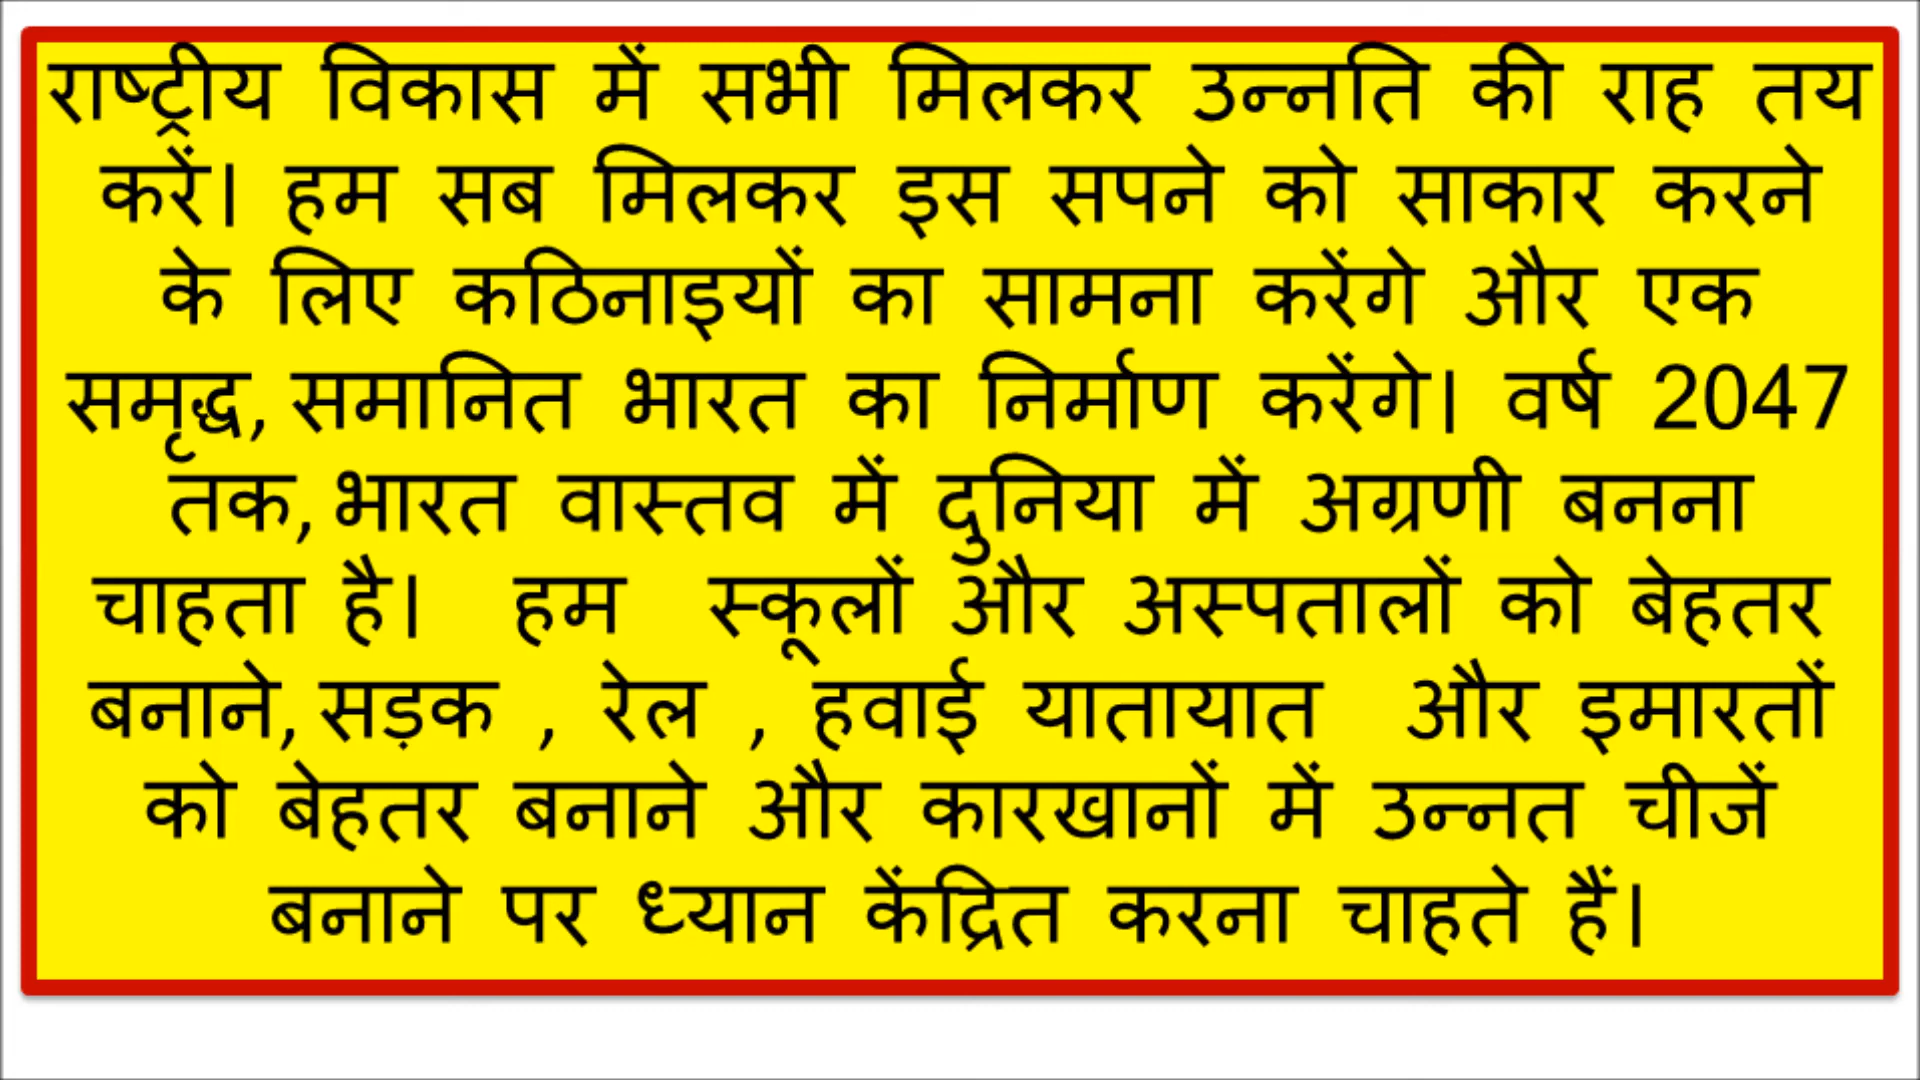 राष्ट्रीय विकास में सभी मिलकर उन्नति की राह तय
करें। हम सब मिलकर इस सपने को साकार करने
के लिए कठिनाइयों का सामना करेंगे और एक
समृद्ध, समानित भारत का निर्माण करेंगे। वर्ष 2047
तक, भारत वास्तव में दुनिया में अग्रणी बनना
चाहता है। हम स्कूलों और अस्पतालों को बेहतर
बनाने, सड़क , रेल , हवाई यातायात और इमारतों
को बेहतर बनाने और कारखानों में उन्नत चीजें
बनाने पर ध्यान केंद्रित करना चाहते हैं।